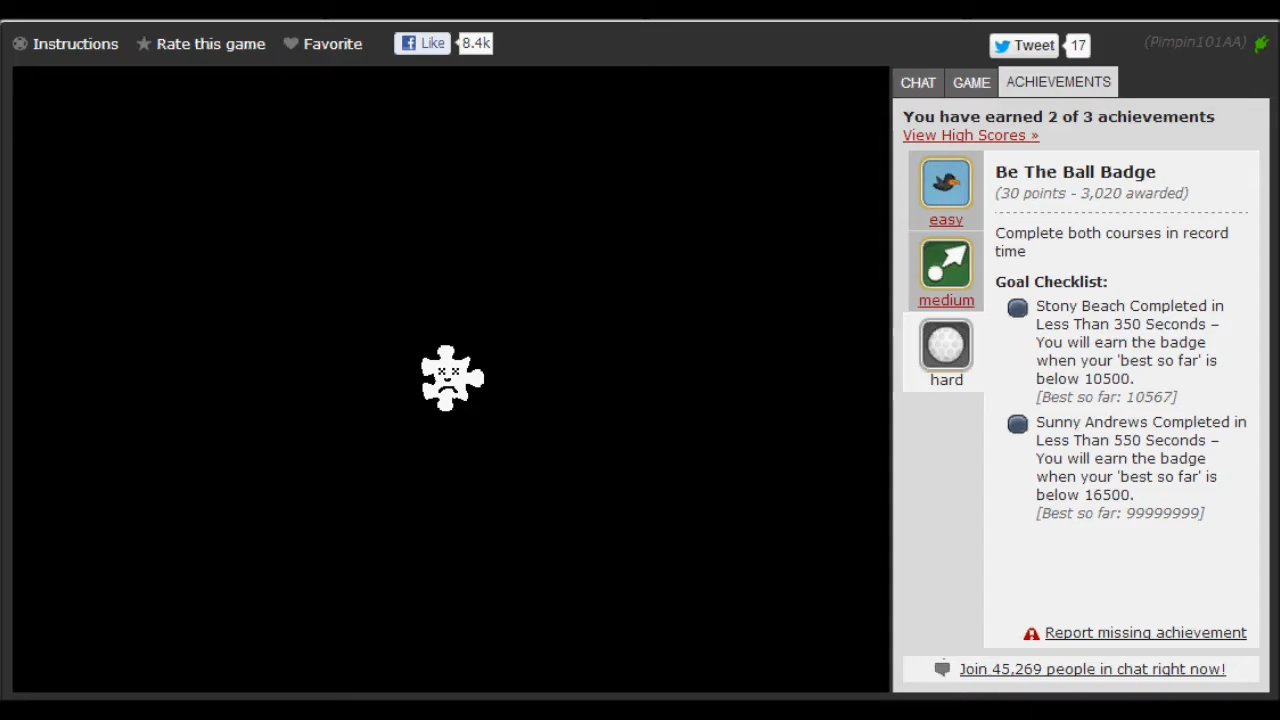 Instructions
Rate this game
Favorite
Like
8.4k
Tweet
17
(Pimpin101AA)
CHAT
GAME
ACHIEVEMENTS
You have earned 2 of 3 achievements
View High Scores »
easy
medium
hard
Be The Ball Badge
(30 points - 3,020 awarded)
Complete both courses in record
time
Goal Checklist:
Stony Beach Completed in
Less Than 350 Seconds –
You will earn the badge
when your 'best so far' is
below 10500.
[Best so far: 10567]
Sunny Andrews Completed in
Less Than 550 Seconds –
You will earn the badge
when your 'best so far' is
below 16500.
[Best so far: 99999999]
Report missing achievement
Join 45,269 people in chat right now!